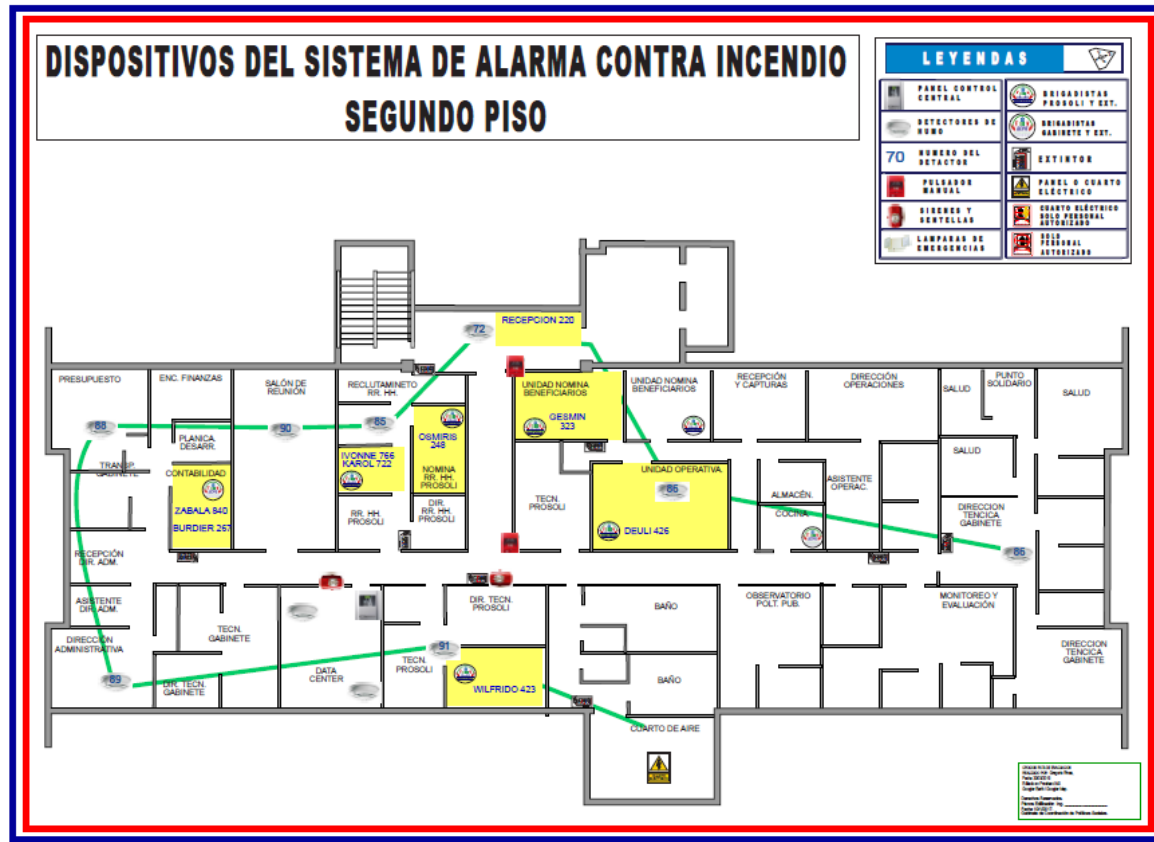 DISPOSITIVOS DEL SISTEMA DE ALARMA CONTRA INCENDIO
SEGUNDO PISO
LEYENDAS
PANEL CONTROL
CENTRAL
BRIGADISTAS
PROSOLI Y EXT.
DETECTORES DE
HUMO
BRIGADISTAS
GABINETE Y EXT.
70
NUMERO DEL
DETACTOR
EXTINTOR
PULSADOR
MANUAL
PANEL O CUARTO
ELÉCTRICO
SIRENES Y
SENTELLAS
CUARTO ELÉCTRICO
SOLO PERSONAL
AUTORIZADO
LAMPARAS DE
EMERGENCIAS
SOLO
PERSONAL
AUTORIZADO
72
RECEPCION 220
PRESUPUESTO
ENC. FINANZAS
SALÓN DE
REUNIÓN
RECLUTAMINETO
RR. HH.
UNIDAD NOMINA
BENEFICIARIOS
UNIDAD NOMINA
BENEFICIARIOS
RECEPCIÓN
Y CAPTURAS
DIRECCIÓN
OPERACIONES
SALUD
PUNTO
SOLIDARIO
SALUD
88
90
85
GESMIN
323
PLANICA.
DESARR.
OSMIRIS
248
IVONNE 766
KAROL 722
NOMINA
RR. HH.
PROSOLI
TRANSP.
GABINETE
CONTABILIDAD
ZABALA 840
BURDIER 267
UNIDAD OPERATIVA.
86
DEULI 426
SALUD
ASISTENTE
OPERAC.
ALMACÉN.
COCINA
TECN.
PROSOLI
DIR.
RR. HH.
PROSOLI
RR. HH.
PROSOLI
DIRECCION
TENCICA
GABINETE
86
RECEPCIÓN
DIR. ADM.
ASISTENTE
DIR. ADM.
DIR. TECN.
PROSOLI
BAÑO
OBSERVATORIO
POLT. PUB.
MONITOREO Y
EVALUACIÓN
DIRECCIÓN
ADMINISTRATIVA
TECN.
GABINETE
91
DIRECCION
TENCICA
GABINETE
89
DIR. TECN.
GABINETE
DATA
CENTER
TECN.
PROSOLI
WILFRIDO 423
BAÑO
CUARTO DE AIRE